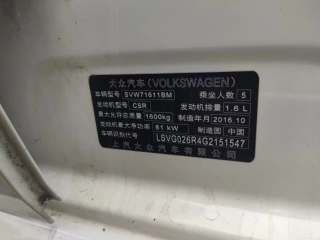 大众汽车(VOLKSWAGEN)
车辆型号 SVW71611BM 乘坐人数 5
发动机型号 CSR 发动机排量 1.6 L
最大允许总质量 1600kg 制造年月 2016.10
发动机最大净功率 81 kW 制造国 中国
车辆识别代号 LSVG026R4G2151547
上汽大众汽车有限公司